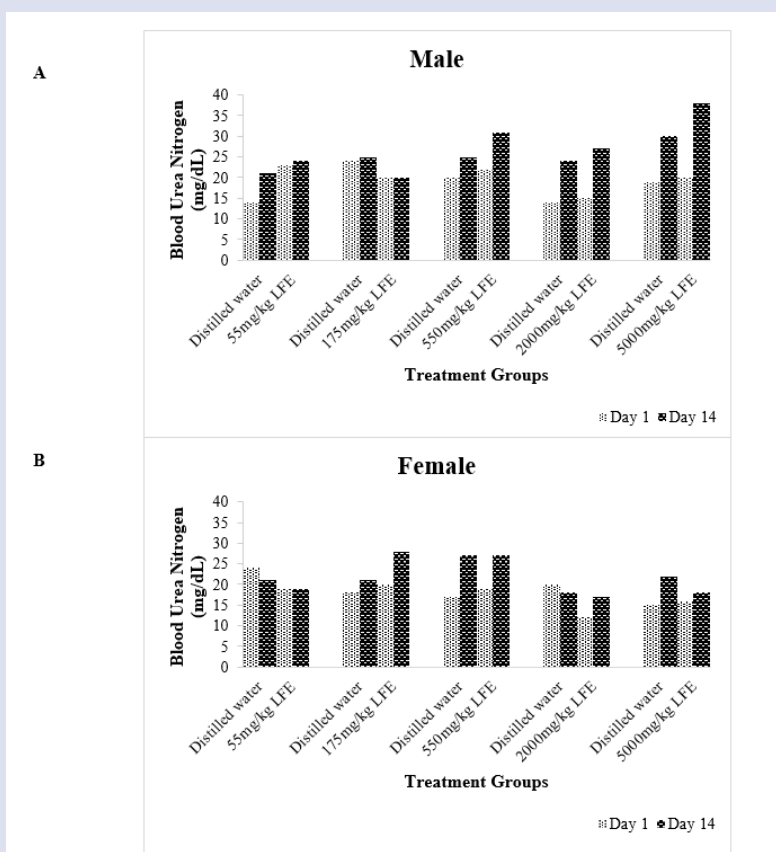 A
Male
Blood Urea Nitrogen
(mg/dL)
40
35
30
25
20
15
10
5
0
Distilled water
55mg/kg LFE
Distilled water
175mg/kg LFE
Distilled water
550mg/kg LFE
Distilled water
2000mg/kg LFE
Distilled water
5000mg/kg LFE
Treatment Groups
Day 1 Day 14
B
Female
Blood Urea Nitrogen
(mg/dL)
40
35
30
25
20
15
10
5
0
Distilled water
55mg/kg LFE
Distilled water
175mg/kg LFE
Distilled water
550mg/kg LFE
Distilled water
2000mg/kg LFE
Distilled water
5000mg/kg LFE
Treatment Groups
Day 1 Day 14